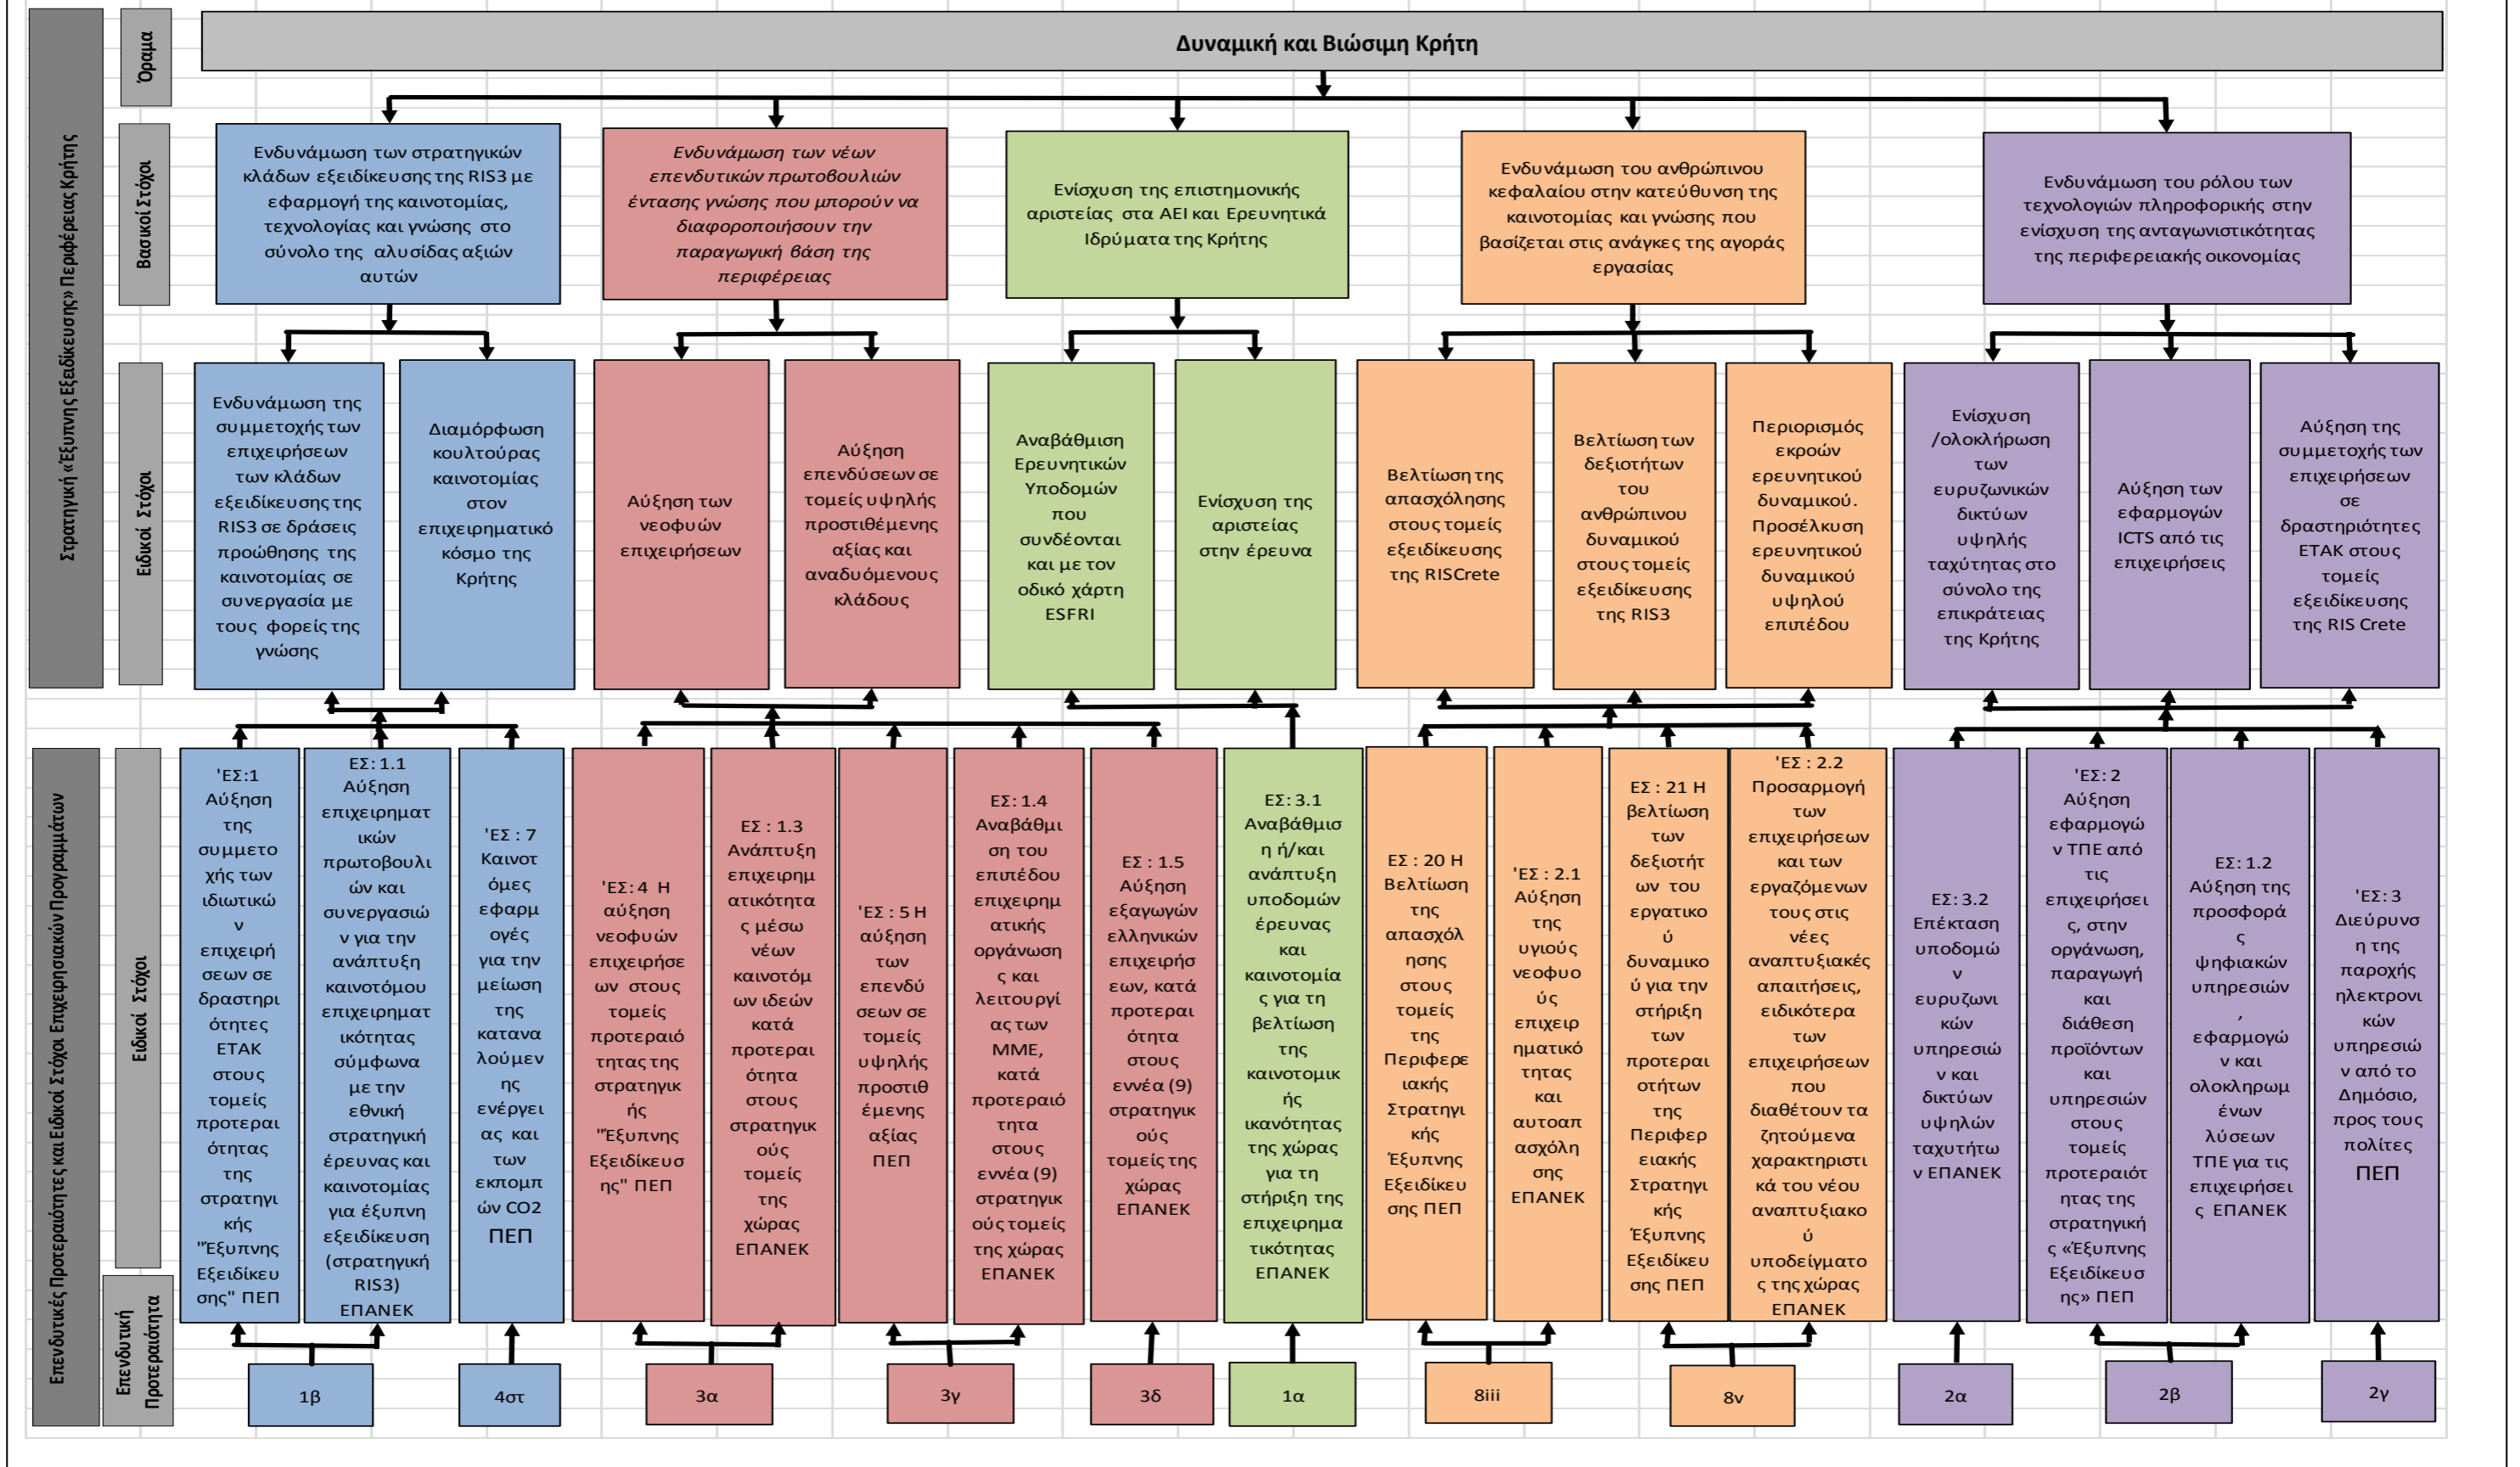 Στρατηγική «Έξυπνης Εξειδίκευσης» Περιφέρειας Κρήτης
Όραμα
Δυναμική και Βιώσιμη Κρήτη
Βασικοί Στόχοι
Ενδυνάμωση των στρατηγικών
κλάδων εξειδίκευσης της RIS3 με
εφαρμογή της καινοτομίας,
τεχνολογίας και γνώσης στο
σύνολο της αλυσίδας αξιών
αυτών
Ενδυνάμωση των νέων
επενδυτικών πρωτοβουλιών
έντασης γνώσης που μπορούν να
διαφοροποιήσουν την
παραγωγική βάση της
περιφέρειας
Ενίσχυση της επιστημονικής
αριστείας στα ΑΕΙ και Ερευνητικά
Ιδρύματα της Κρήτης
Ενδυνάμωση του ανθρώπινου
κεφαλαίου στην κατεύθυνση της
καινοτομίας και γνώσης που
βασίζεται στις ανάγκες της αγοράς
εργασίας
Ενδυνάμωση του ρόλου των
τεχνολογιών πληροφορικής στην
ενίσχυση της ανταγωνιστικότητας
της περιφερειακής οικονομίας
Ειδικοί Στόχοι
Ενδυνάμωση της
συμμετοχής των
επιχειρήσεων
των κλάδων
εξειδίκευσης της
RIS3 σε δράσεις
προώθησης της
καινοτομίας σε
συνεργασία με
τους φορείς της
γνώσης
Διαμόρφωση
κουλτούρας
καινοτομίας
στον
επιχειρηματικό
κόσμο της
Κρήτης
Αύξηση των
νεοφυών
επιχειρήσεων
Αύξηση
επενδύσεων σε
τομείς υψηλής
προστιθέμενης
αξίας και
αναδυόμενους
κλάδους
Αναβάθμιση
Ερευνητικών
Υποδομών
που
συνδέονται
και με τον
οδικό χάρτη
ESFRI
Ενίσχυση της
αριστείας
στην έρευνα
Βελτίωση της
απασχόλησης
στους τομείς
εξειδίκευσης
της RISCrete
Βελτίωση των
δεξιοτήτων
του
ανθρώπινου
δυναμικού
στους τομείς
εξειδίκευσης
της RIS3
Περιορισμός
εκροών
ερευνητικού
δυναμικού.
Προσέλκυση
ερευνητικού
δυναμικού
υψηλού
επιπέδου
Ενίσχυση
/ολοκλήρωση
των
ευρυζωνικών
δικτύων
υψηλής
ταχύτητας στο
σύνολο της
επικράτειας
της Κρήτης
Αύξηση των
εφαρμογών
ICTS από τις
επιχειρήσεις
Αύξηση της
συμμετοχής των
επιχειρήσεων
σε
δραστηριότητες
ΕΤΑΚ στους
τομείς
εξειδίκευσης
της RIS Crete
Επενδυτικές Προτεραιότητες και Ειδικοί Στόχοι Επιχειρησιακών Προγραμμάτων
Ειδικοί Στόχοι
'ΕΣ:1
Αύξηση
της
συμμετο
χής των
ιδιωτικώ
ν
επιχειρή
σεων σε
δραστηρι
ότητες
ΕΤΑΚ
στους
τομείς
προτεραι
ότητας
της
στρατηγι
κής
"Έξυπνης
Εξειδίκευ
σης" ΠΕΠ
ΕΣ: 1.1
Αύξηση
επιχειρηματ
ικών
πρωτοβουλι
ών και
συνεργασιώ
ν για την
ανάπτυξη
καινοτόμου
επιχειρηματ
ικότητας
σύμφωνα
με την
εθνική
στρατηγική
έρευνας και
καινοτομίας
για έξυπνη
εξειδίκευση
(στρατηγική
RIS3)
ΕΠΑΝΕΚ
'ΕΣ : 7
Καινοτ
όμες
εφαρμ
ογές
για την
μείωση
της
κατανα
λούμεν
ης
ενέργει
ας και
των
εκπομπ
ών CO2
ΠΕΠ
'ΕΣ: 4 Η
αύξηση
νεοφυών
επιχειρήσε
ων στους
τομείς
προτεραιό
τητας της
στρατηγικ
ής
"Έξυπνης
Εξειδίκευσ
ης" ΠΕΠ
ΕΣ : 1.3
Ανάπτυξη
επιχειρημ
ατικότητα
ς μέσω
νέων
καινοτόμ
ων ιδεών
κατά
προτεραι
ότητα
στους
στρατηγικ
ούς
τομείς
της
χώρας
ΕΠΑΝΕΚ
'ΕΣ : 5 Η
αύξηση
των
επενδύ
σεων σε
τομείς
υψηλής
προστιθ
έμενης
αξίας
ΠΕΠ
ΕΣ: 1.4
Αναβάθμι
ση του
επιπέδου
επιχειρημ
ατικής
οργάνωση
ς και
λειτουργί
ας των
ΜΜΕ,
κατά
προτεραιό
τητα
στους
εννέα (9)
στρατηγικ
ούς τομείς
της χώρας
ΕΠΑΝΕΚ
ΕΣ : 1.5
Αύξηση
εξαγωγών
ελληνικών
επιχειρήσ
εων, κατά
προτεραι
ότητα
στους
εννέα (9)
στρατηγικ
ούς
τομείς της
χώρας
ΕΠΑΝΕΚ
ΕΣ: 3.1
Αναβάθμισ
η ή/και
ανάπτυξη
υποδομών
έρευνας
και
καινοτομία
ς για τη
βελτίωση
της
καινοτομικ
ής
ικανότητας
της χώρας
για τη
στήριξη της
επιχειρημα
τικότητας
ΕΠΑΝΕΚ
ΕΣ : 20 Η
Βελτίωση
της
απασχόλ
ησης
στους
τομείς
της
Περιφερε
ιακής
Στρατηγι
κής
Έξυπνης
Εξειδίκευ
σης ΠΕΠ
'ΕΣ : 2.1
Αύξηση
της
υγιούς
νεοφυο
ύς
επιχειρ
ηματικό
τητας
και
αυτοαπ
ασχόλη
σης
ΕΠΑΝΕΚ
ΕΣ : 21 Η
βελτίωση
των
δεξιοτήτ
ων του
εργατικο
ύ
δυναμικο
ύ για την
στήριξη
των
προτεραι
οτήτων
της
Περιφερ
ειακής
Στρατηγι
κής
Έξυπνης
Εξειδίκευ
σης ΠΕΠ
'ΕΣ : 2.2
Προσαρμογή
των
επιχειρήσεων
και των
εργαζόμενων
τους στις
νέες
αναπτυξιακές
απαιτήσεις,
ειδικότερα
των
επιχειρήσεων
που
διαθέτουν τα
ζητούμενα
χαρακτηριστι
κά του νέου
αναπτυξιακο
ύ
υποδείγματο
ς της χώρας
ΕΠΑΝΕΚ
ΕΣ: 3.2
Επέκταση
υποδομώ
ν
ευρυζωνι
κών
υπηρεσιώ
ν και
δικτύων
υψηλών
ταχυτήτω
ν ΕΠΑΝΕΚ
'ΕΣ: 2
Αύξηση
εφαρμογώ
ν ΤΠΕ από
τις
επιχειρήσει
ς, στην
οργάνωση,
παραγωγή
και
διάθεση
προϊόντων
και
υπηρεσιών
στους
τομείς
προτεραιότ
ητας της
στρατηγική
ς «Έξυπνης
Εξειδίκευσ
ης» ΠΕΠ
ΕΣ: 1.2
Αύξηση της
προσφορά
ς
ψηφιακών
υπηρεσιών
,
εφαρμογώ
ν και
ολοκληρωμ
ένων
λύσεων
ΤΠΕ για τις
επιχειρήσει
ς ΕΠΑΝΕΚ
'ΕΣ: 3
Διεύρυνσ
η της
παροχής
ηλεκτρονι
κών
υπηρεσιώ
ν από το
Δημόσιο,
προς τους
πολίτες
ΠΕΠ
Επενδυτική
Προτεραιότητα
1β
4στ
3α
3γ
3δ
1α
8iii
8v
2α
2β
2γ